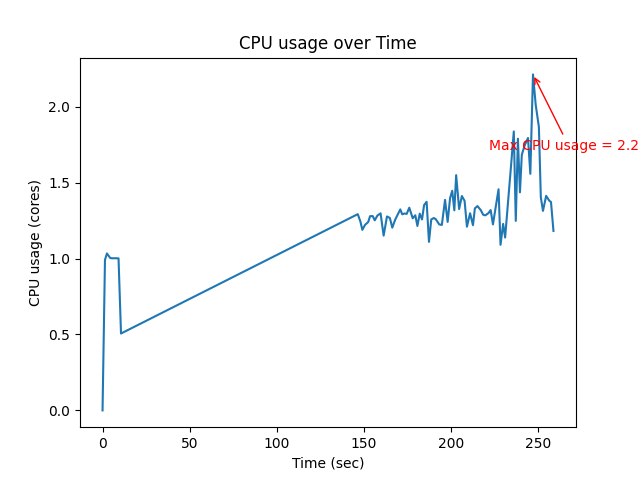 CPU usage over Time
2.0
1.5
1.0
0.5
0.0
CPU usage (cores)
Max CPU usage = 2.2
0 50 100 150 200 250
Time (sec)